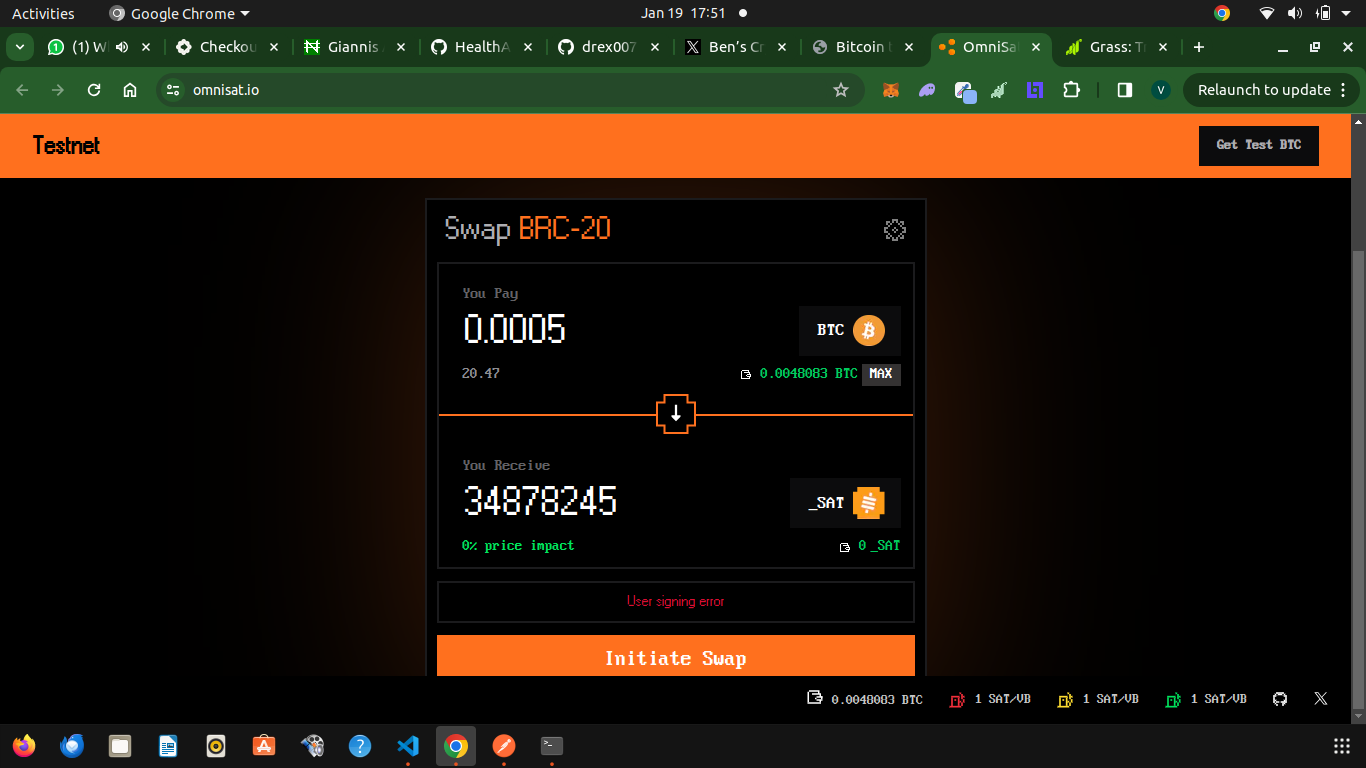 Activities Google Chrome Jan 19 17:51
(1) W Checkou Giannis HealthA drex007 Ben's Cr Bitcoin OmniSa Grass: T
omnisat.io V Relaunch to update
Testnet Get Test BTC
Swap BRC-20
You Pay
0.0005 BTC
20.47 0.0048083 BTC MAX
You Receive
34878245 _SAT
0% price impact 0 _SAT
User signing error
Initiate Swap
0.0048083 BTC 1 SAT/VB 1 SAT/VB 1 SAT/VB